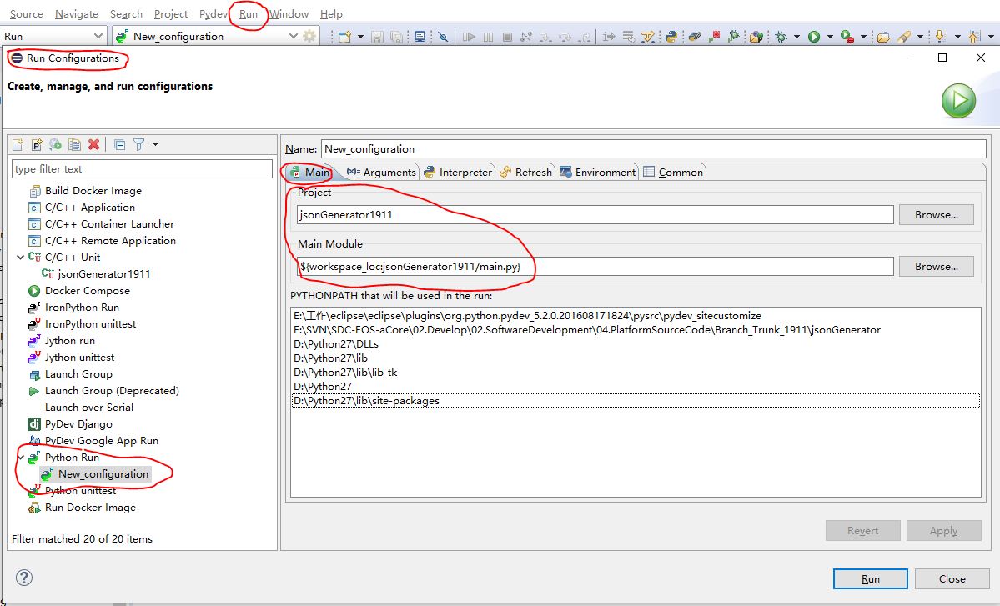 Source Navigate Search Project Pydev Run Window Help
Run New_configuration
Run Configurations
Create, manage, and run configurations
type filter text
Build Docker Image
C/C++ Application
C/C++ Container Launcher
C/C++ Remote Application
C/C++ Unit
jsonGenerator1911
Docker Compose
IronPython Run
IronPython unittest
Jython run
Jython unittest
Launch Group
Launch Group (Deprecated)
Launch over Serial
PyDev Django
PyDev Google App Run
Python Run
New_configuration
Python unittest
Run Docker Image
Filter matched 20 of 20 items
Name: New_configuration
Main Arguments Interpreter Refresh Environment Common
Project
jsonGenerator1911 Browse...
Main Module
${workspace_loc:jsonGenerator1911/main.py} Browse...
PYTHONPATH that will be used in the run:
E:\工作\eclipse\eclipse\plugins\org.python.pydev_5.2.0.201608171824\pysrc\pydev_sitecustomize
E:\SVN\SDC-EOS-aCore\02.Develop\02.SoftwareDevelopment\04.PlatformSourceCode\Branch_Trunk_1911\jsonGenerator
D:\Python27\DLLs
D:\Python27\lib
D:\Python27\lib\lib-tk
D:\Python27
D:\Python27\lib\site-packages
Revert Apply
Run Close